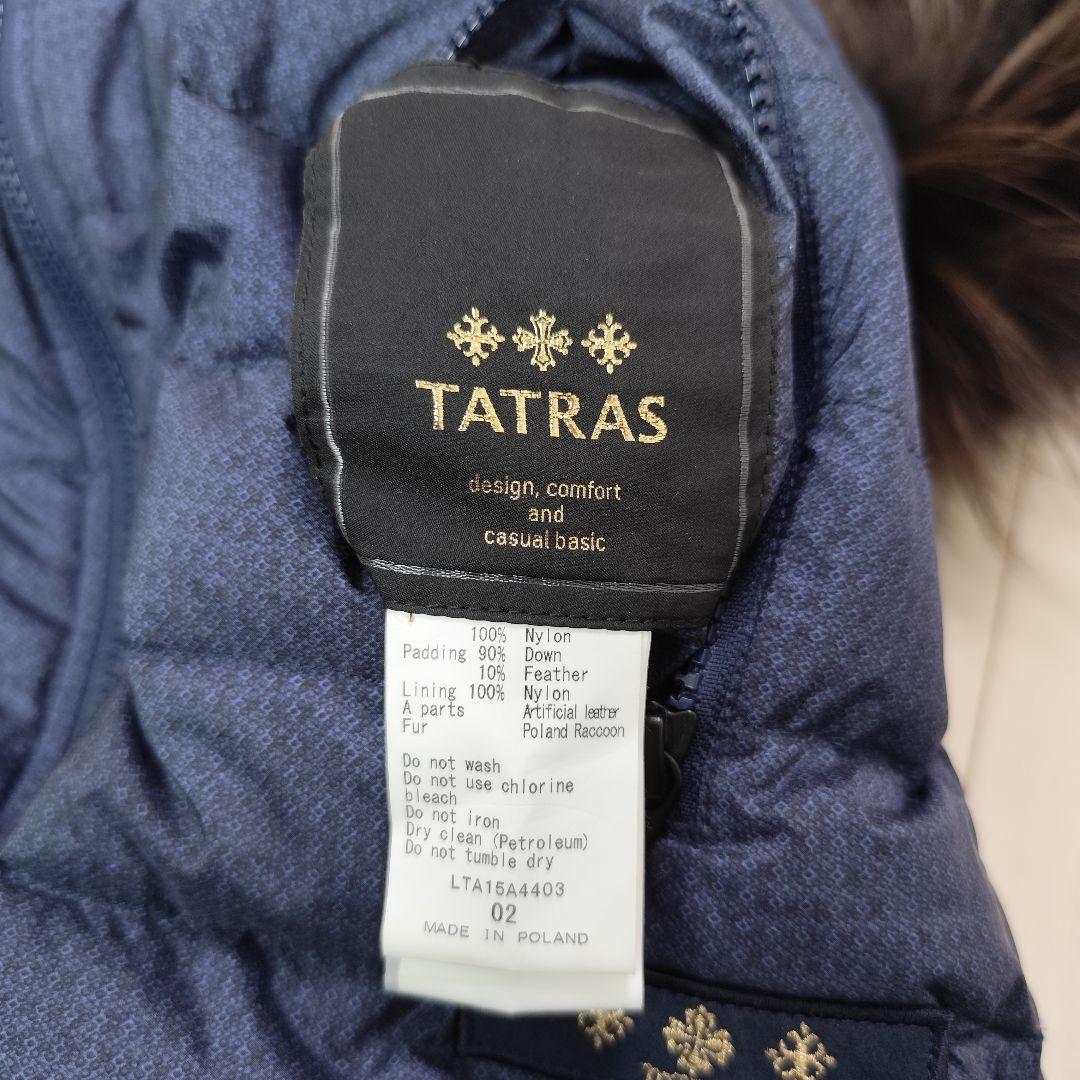 TATRAS
design, comfort
and
casual basic
100% Nylon
Padding 90% Down
10% Feather
Lining 100% Nylon
A parts Artificial leather
Fur Poland Raccoon
Do not wash
Do not use chlorine
bleach
Do not iron
Dry clean (Petroleum)
Do not tumble dry
LTA15A4403
02
MADE IN POLAND